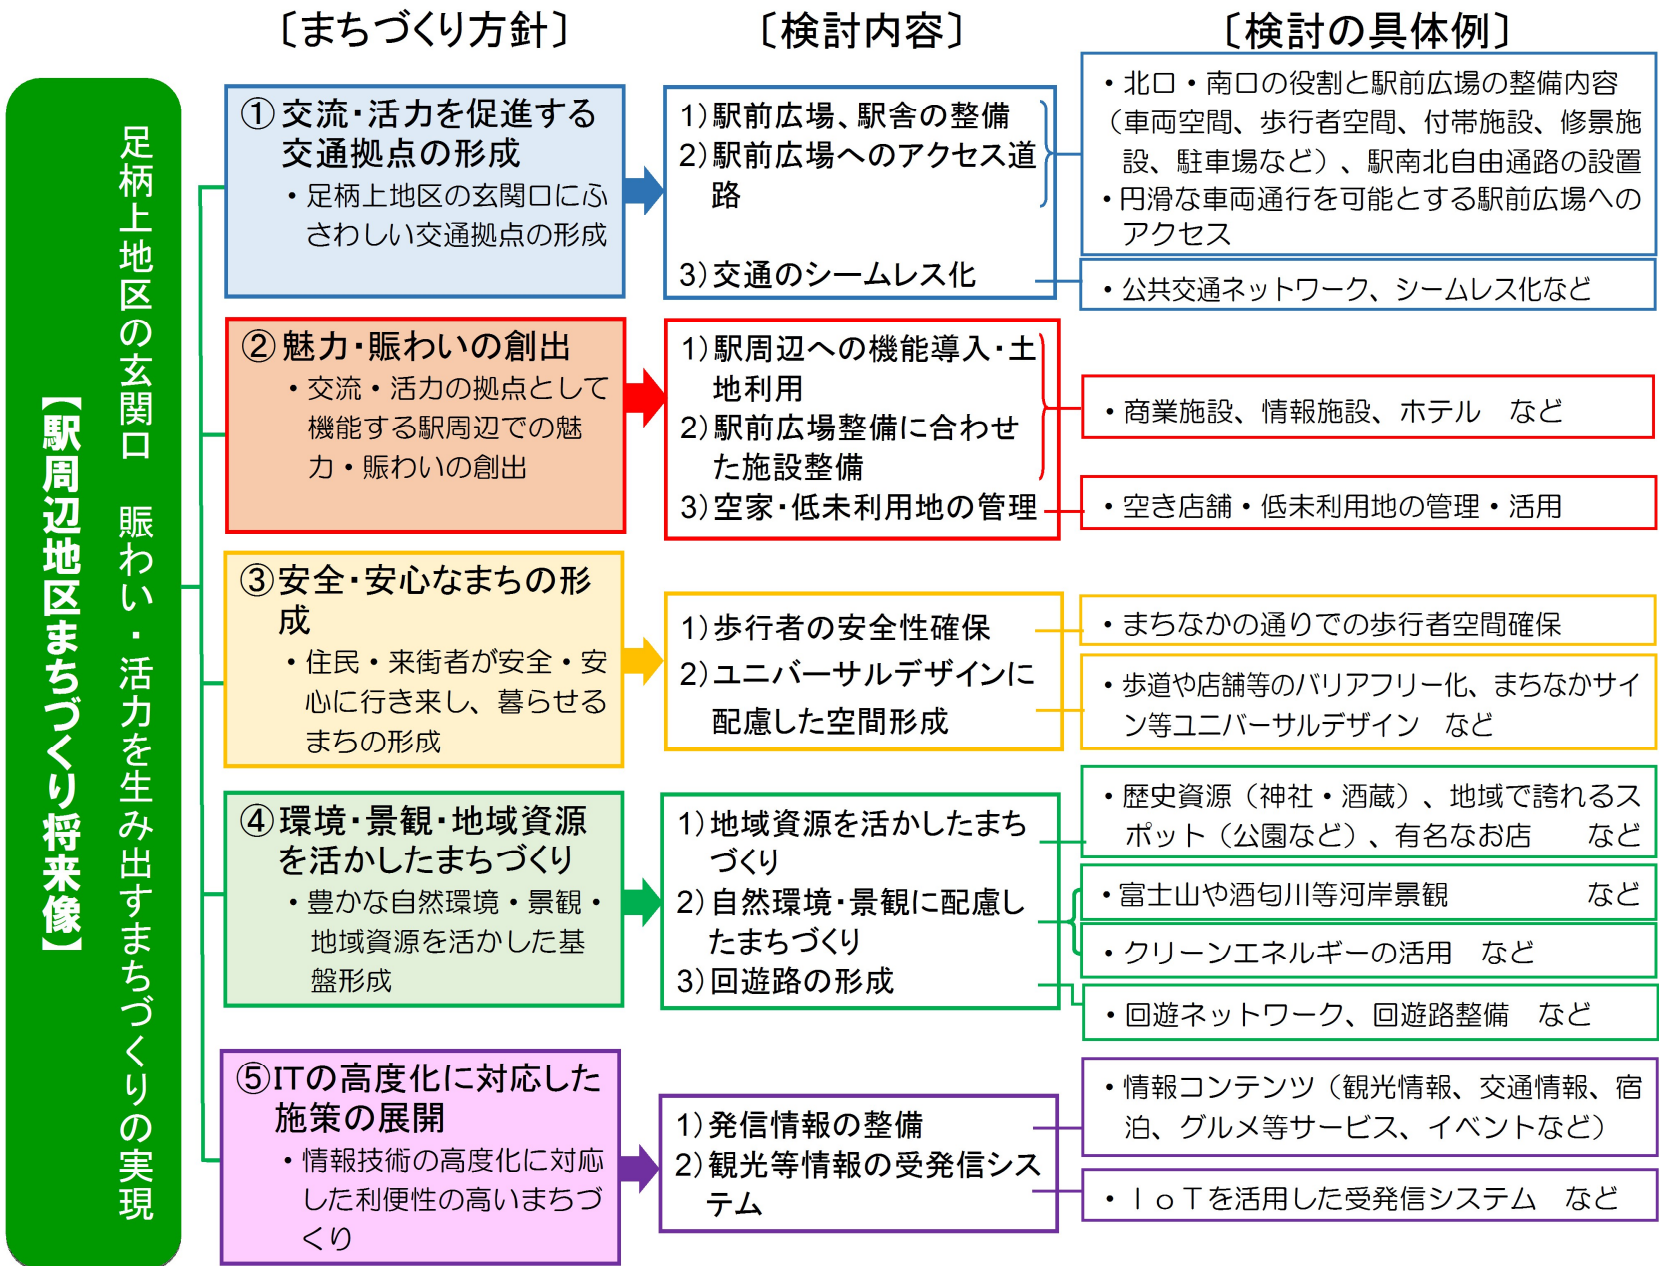 〔まちづくり方針〕
〔検討内容〕
〔検討の具体例〕
【駅周辺地区まちづくり将来像】
足柄上地区の玄関口　賑わい・活力を生み出すまちづくりの実現
①交流・活力を促進する
交通拠点の形成
・足柄上地区の玄関口にふ
さわしい交通拠点の形成
1)駅前広場、駅舎の整備
2)駅前広場へのアクセス道
路
3)交通のシームレス化
・北口・南口の役割と駅前広場の整備内容
（車両空間、歩行者空間、付帯施設、修景施
設、駐車場など）、駅南北自由通路の設置
・円滑な車両通行を可能とする駅前広場への
アクセス
・公共交通ネットワーク、シームレス化など
②魅力・賑わいの創出
・交流・活力の拠点として
機能する駅周辺での魅
力・賑わいの創出
1)駅周辺への機能導入・土
地利用
2)駅前広場整備に合わせ
た施設整備
3)空家・低未利用地の管理
・商業施設、情報施設、ホテル　など
・空き店舗・低未利用地の管理・活用
③安全・安心なまちの形
成
・住民・来街者が安全・安
心に行き来し、暮らせる
まちの形成
1)歩行者の安全性確保
2)ユニバーサルデザインに
配慮した空間形成
・まちなかの通りでの歩行者空間確保
・歩道や店舗等のバリアフリー化、まちなかサイ
ン等ユニバーサルデザイン　など
④環境・景観・地域資源
を活かしたまちづくり
・豊かな自然環境・景観・
地域資源を活かした基
盤形成
1)地域資源を活かしたまち
づくり
2)自然環境・景観に配慮し
たまちづくり
3)回遊路の形成
・歴史資源（神社・酒蔵）、地域で誇れるス
ポット（公園など）、有名なお店　　など
・富士山や酒匂川等河岸景観　　　　　など
・クリーンエネルギーの活用　など
・回遊ネットワーク、回遊路整備　など
⑤ITの高度化に対応した
施策の展開
・情報技術の高度化に対応
した利便性の高いまちづ
くり
1)発信情報の整備
2)観光等情報の受発信シス
テム
・情報コンテンツ（観光情報、交通情報、宿
泊、グルメ等サービス、イベントなど）
・ＩｏＴを活用した受発信システム　など